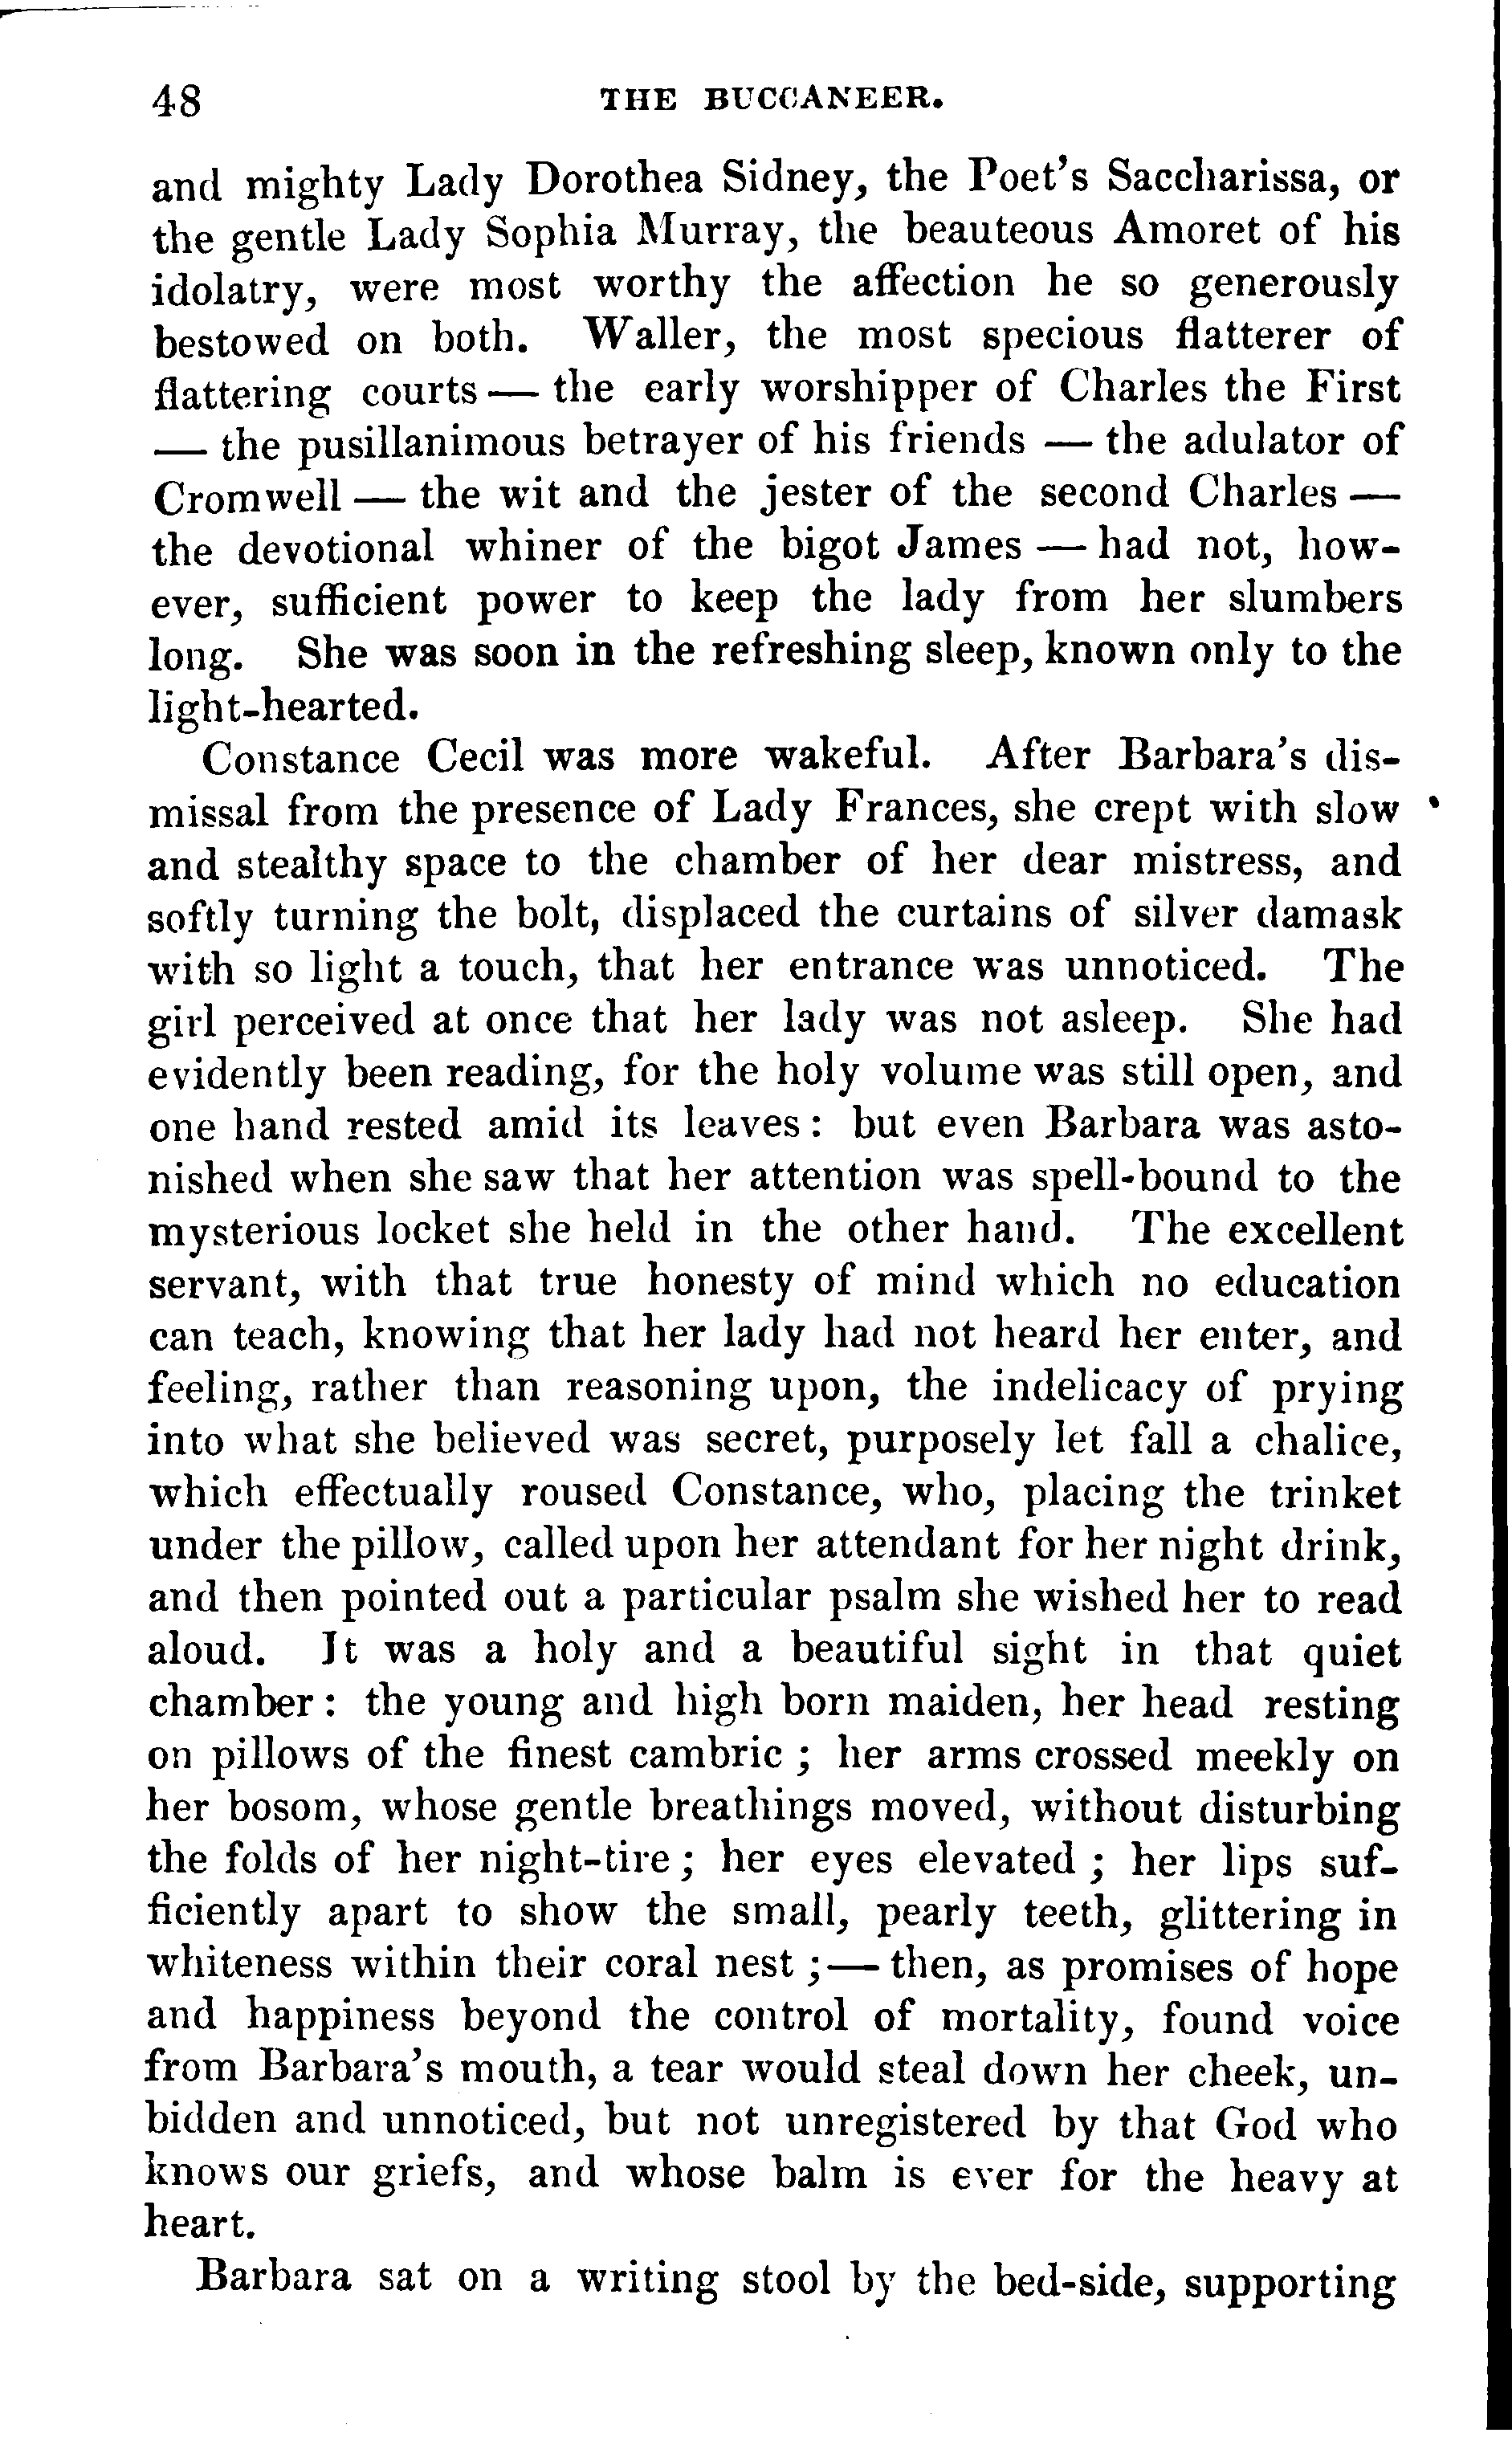 48 THE BUCCANEER.
and mighty Lady Dorothea Sidney, the Poet's Saccharissa, or
the gentle Lady Sophia Murray, the beauteous Amoret of his
idolatry, were most worthy the affection he so generously
bestowed on both. Waller, the most specious flatterer of
flattering courts — the early worshipper of Charles the First
— the pusillanimous betrayer of his friends — the adulator of
Cromwell — the wit and the jester of the second Charles —
the devotional whiner of the bigot James — had not, how-
ever, sufficient power to keep the lady from her slumbers
long. She was soon in the refreshing sleep, known only to the
light-hearted.
Constance Cecil was more wakeful. After Barbara's dis-
missal from the presence of Lady Frances, she crept with slow
and stealthy space to the chamber of her dear mistress, and
softly turning the bolt, displaced the curtains of silver damask
with so light a touch, that her entrance was unnoticed. The
girl perceived at once that her lady was not asleep. She had
evidently been reading, for the holy volume was still open, and
one hand rested amid its leaves: but even Barbara was asto-
nished when she saw that her attention was spell-bound to the
mysterious locket she held in the other hand. The excellent
servant, with that true honesty of mind which no education
can teach, knowing that her lady had not heard her enter, and
feeling, rather than reasoning upon, the indelicacy of prying
into what she believed was secret, purposely let fall a chalice,
which effectually roused Constance, who, placing the trinket
under the pillow, called upon her attendant for her night drink,
and then pointed out a particular psalm she wished her to read
aloud. It was a holy and a beautiful sight in that quiet
chamber: the young and high born maiden, her head resting
on pillows of the finest cambric; her arms crossed meekly on
her bosom, whose gentle breathings moved, without disturbing
the folds of her night-tire; her eyes elevated; her lips suf-
ficiently apart to show the small, pearly teeth, glittering in
whiteness within their coral nest;—then, as promises of hope
and happiness beyond the control of mortality, found voice
from Barbara's mouth, a tear would steal down her cheek, un-
bidden and unnoticed, but not unregistered by that God who
knows our griefs, and whose balm is ever for the heavy at
heart.
Barbara sat on a writing stool by the bed-side, supporting